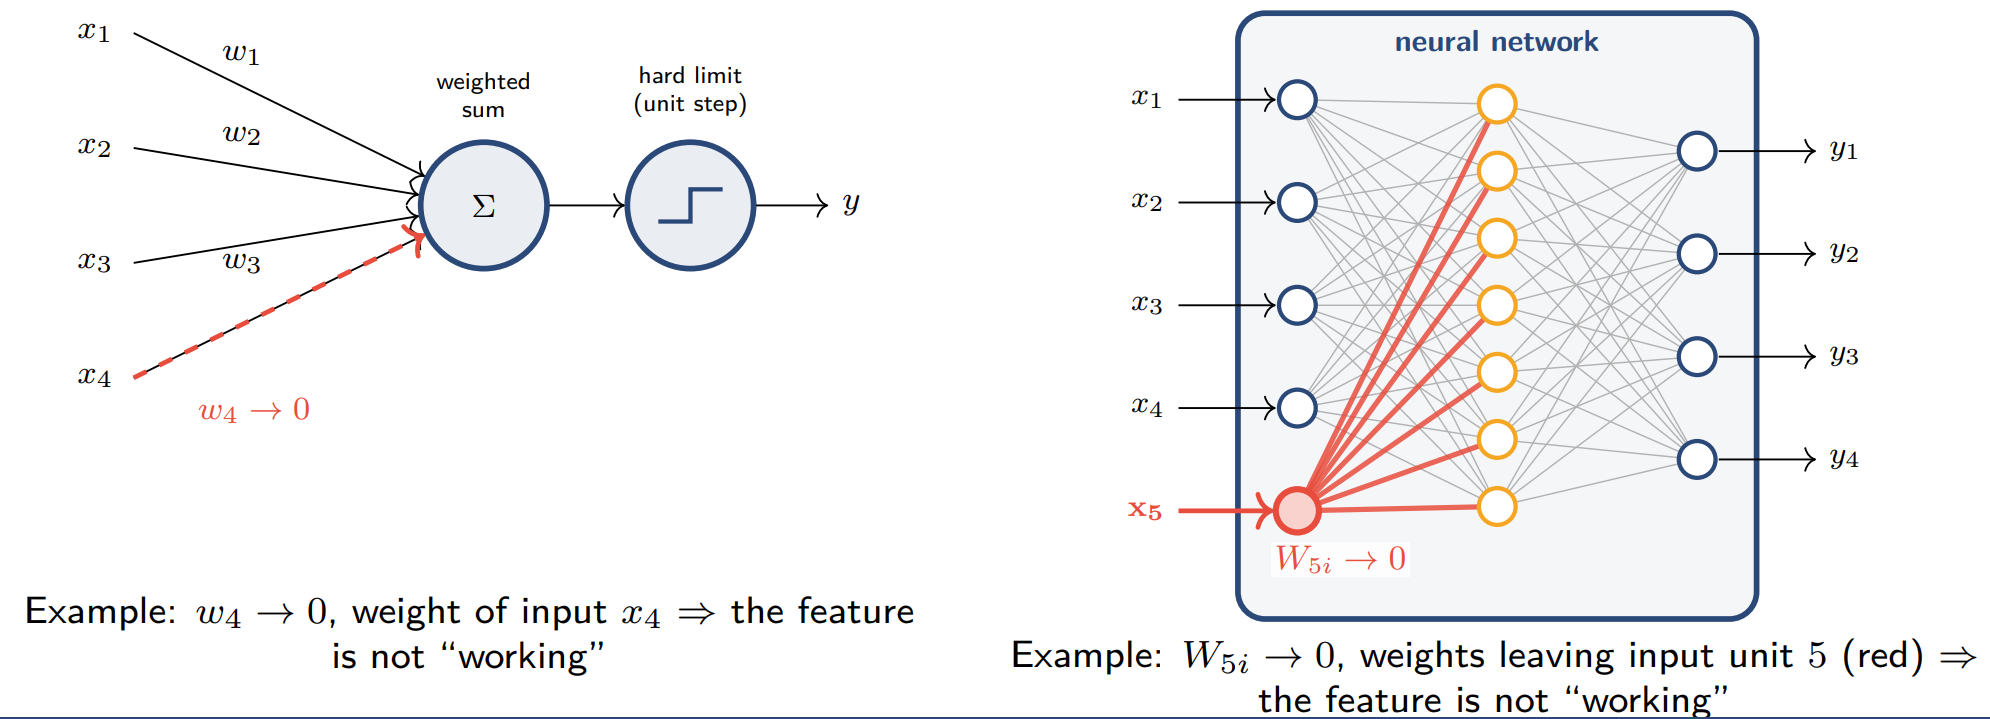 x1
w1
weighted
sum
hard limit
(unit step)
x2
w2
Σ
y
x3
w3
x4
w4 → 0
Example: w4 → 0, weight of input x4 ⇒ the feature
is not “working”
neural network
x1
x2
x3
x4
x5
W5i → 0
y1
y2
y3
y4
Example: W5i → 0, weights leaving input unit 5 (red) ⇒
the feature is not “working”